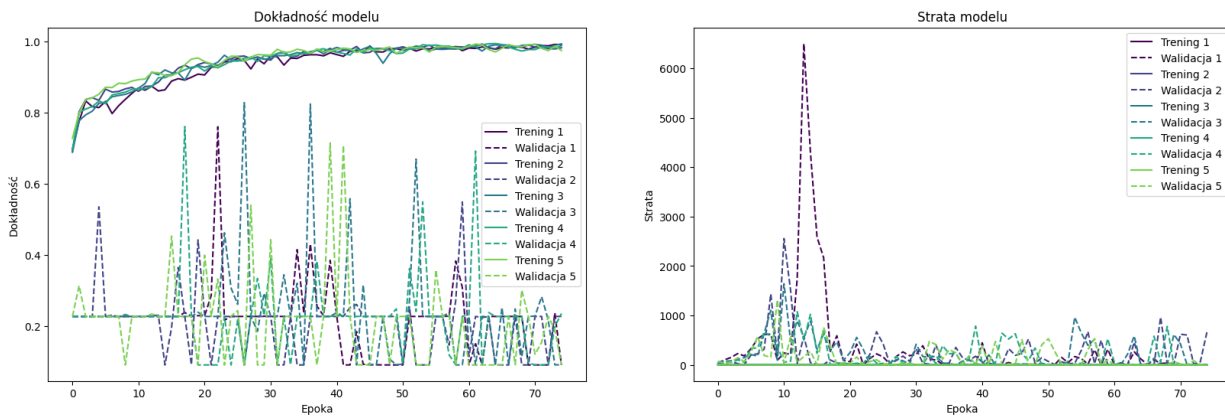 Dokładność modelu
1.0
0.8
0.6
0.4
0.2
Dokładność
0
10
20
30
40
50
60
70
Epoka
Trening 1
Walidacja 1
Trening 2
Walidacja 2
Trening 3
Walidacja 3
Trening 4
Walidacja 4
Trening 5
Walidacja 5
Strata modelu
6000
5000
4000
3000
2000
1000
0
Strata
0
10
20
30
40
50
60
70
Epoka
Trening 1
Walidacja 1
Trening 2
Walidacja 2
Trening 3
Walidacja 3
Trening 4
Walidacja 4
Trening 5
Walidacja 5